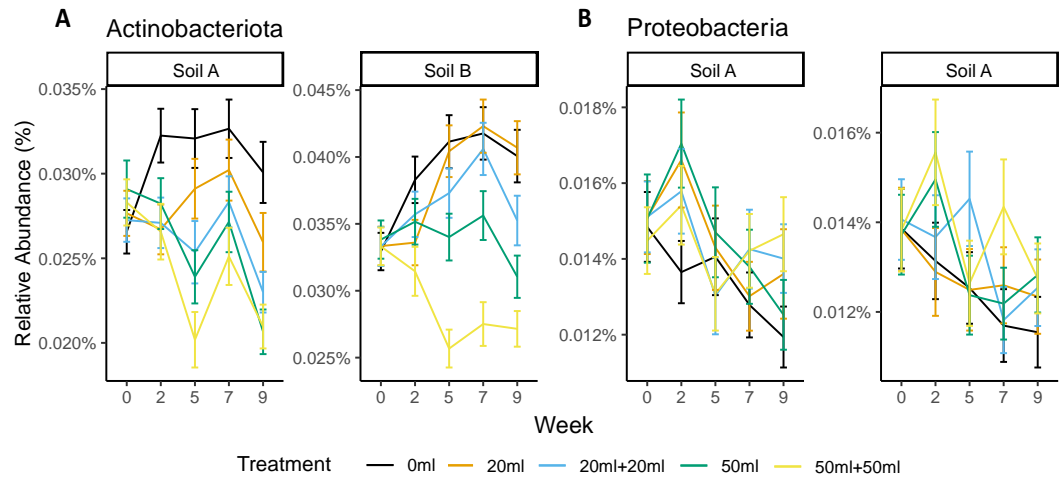 A Actinobacteriota B Proteobacteria
Soil A Soil B Soil A Soil A
Relative Abundance (%)
0.035%
0.030%
0.025%
0.020%
0 2 5 7 9
0.045%
0.040%
0.035%
0.030%
0.025%
0 2 5 7 9
0.018%
0.016%
0.014%
0.012%
0 2 5 7 9
0.016%
0.014%
0.012%
0 2 5 7 9
Week
Treatment 0ml 20ml 20ml+20ml 50ml 50ml+50ml